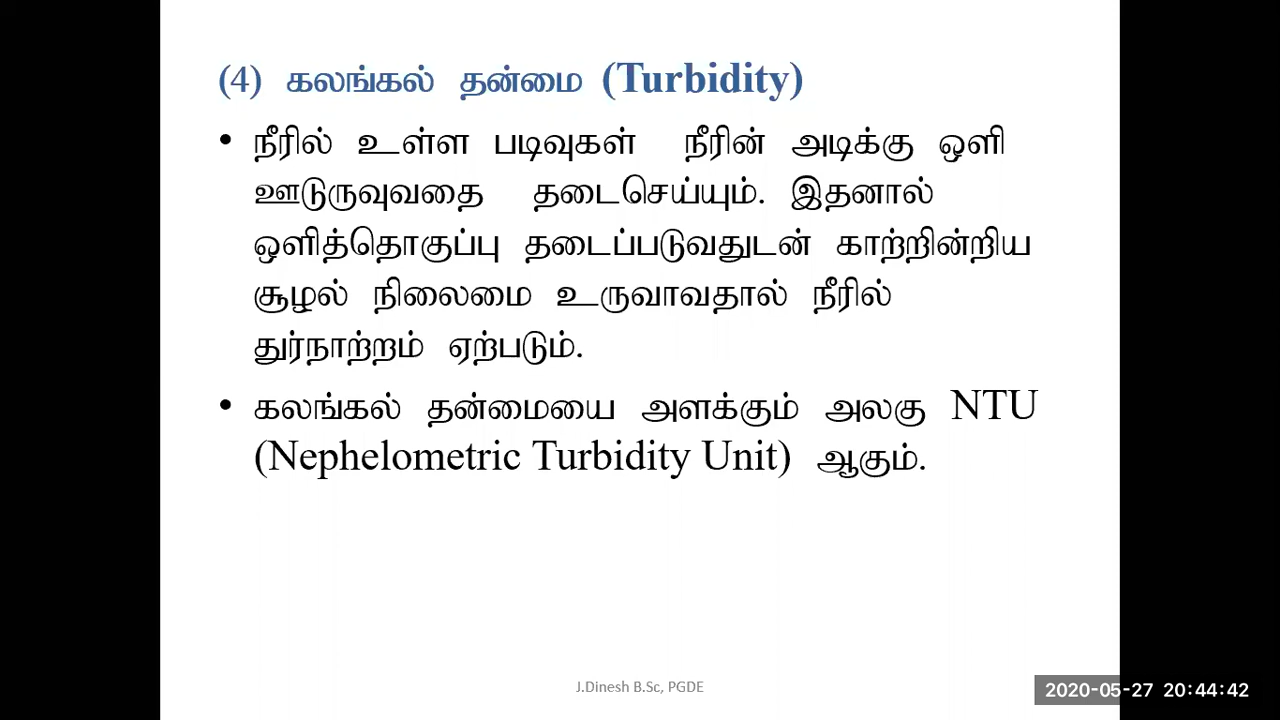 (4) கலங்கல் தன்மை (Turbidity)
• நீரில் உள்ள படிவுகள் நீரின் அடிக்கு ஒளி
ஊடுருவுவதை தடைசெய்யும். இதனால்
ஒளித்தொகுப்பு தடைப்படுவதுடன் காற்றின்றிய
சூழல் நிலைமை உருவாவதால் நீரில்
துர்நாற்றம் ஏற்படும்.
• கலங்கல் தன்மையை அளக்கும் அலகு NTU
(Nephelometric Turbidity Unit) ஆகும்.
J.Dinesh B.Sc, PGDE
2020-05-27 20:44:42